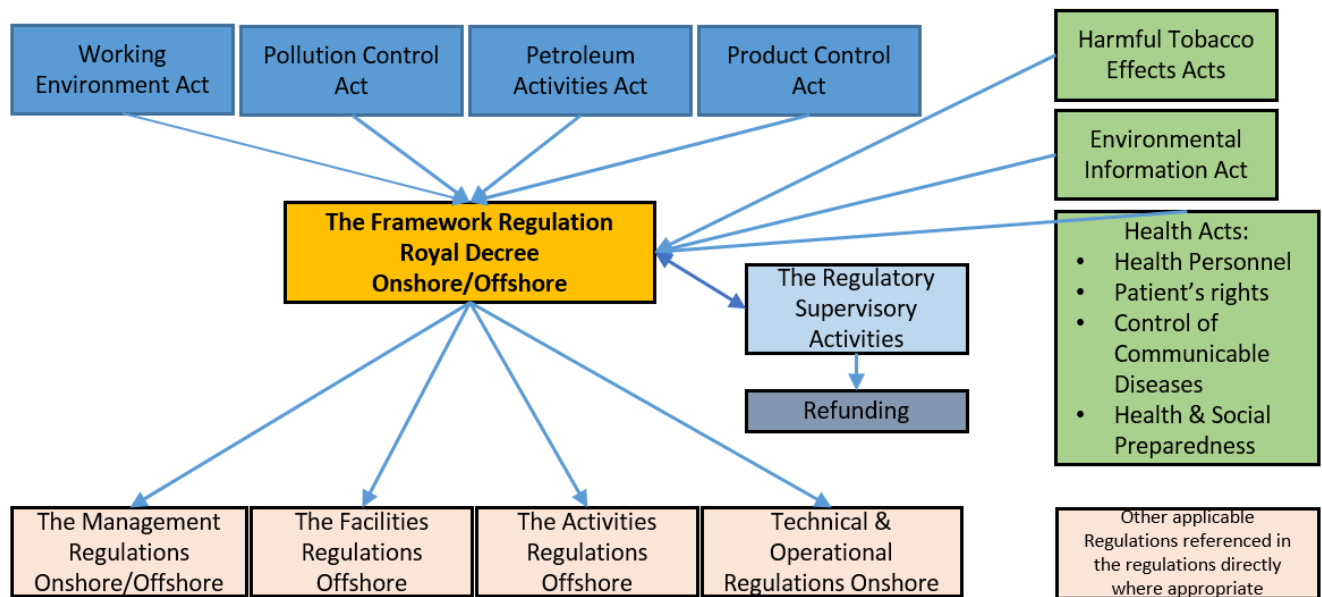 Working
Environment Act
Pollution Control
Act
Petroleum
Activities Act
Product Control
Act
Harmful Tobacco
Effects Acts
Environmental
Information Act
The Framework Regulation
Royal Decree
Onshore/Offshore
The Regulatory
Supervisory
Activities
Refunding
Health Acts:
• Health Personnel
• Patient’s rights
• Control of
Communicable
Diseases
• Health & Social
Preparedness
The Management
Regulations
Onshore/Offshore
The Facilities
Regulations
Offshore
The Activities
Regulations
Offshore
Technical &
Operational
Regulations Onshore
Other applicable
Regulations referenced in
the regulations directly
where appropriate